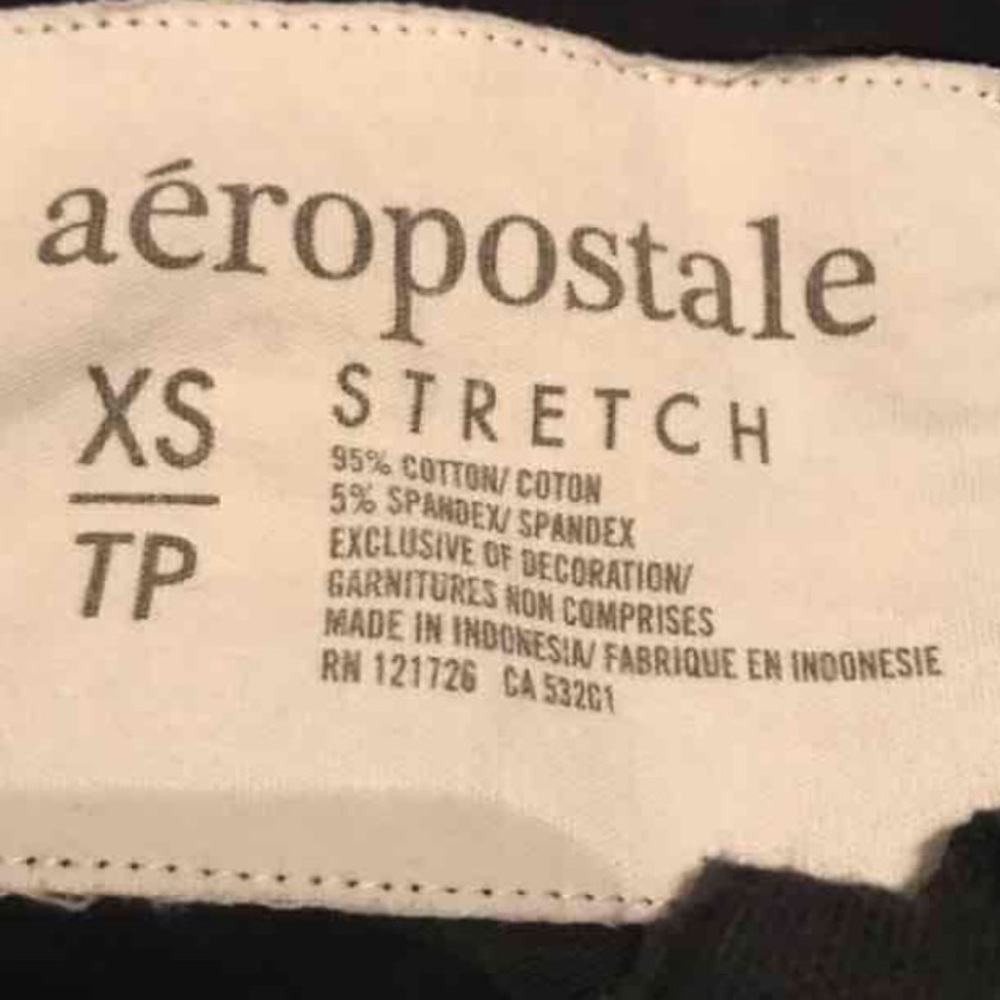 aéropostale
XS
TP
STRETCH
95% COTTON/ COTON
5% SPANDEX/ SPANDEX
EXCLUSIVE OF DECORATION/
GARNITURES NON COMPRISES
MADE IN INDONESIA/ FABRIQUE EN INDONESIE
RN 121726 CA 53201